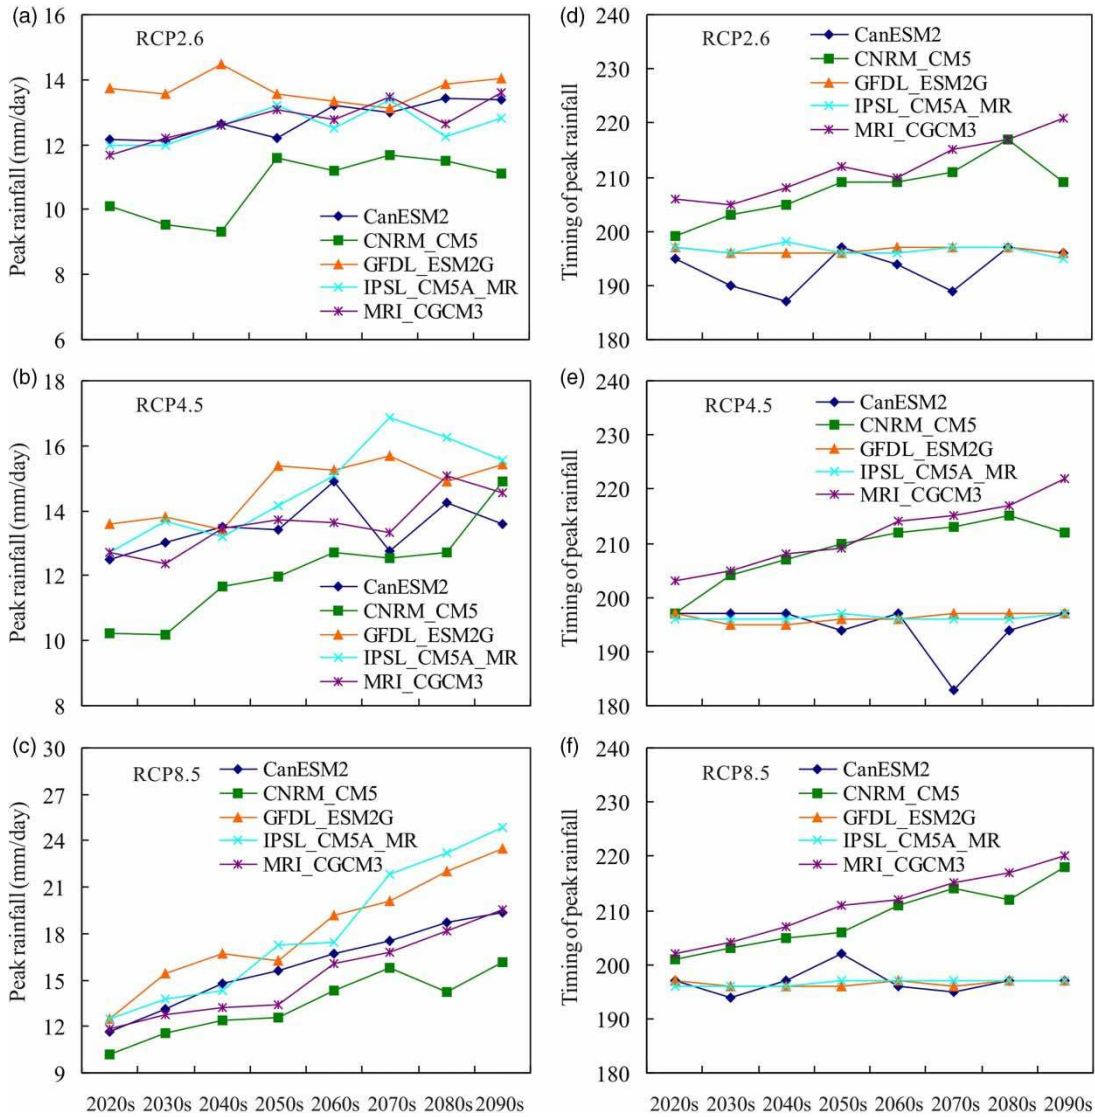 (a)
16
14
12
10
8
6
Peak rainfall (mm/day)
RCP2.6
CanESM2
CNRM_CM5
GFDL_ESM2G
IPSL_CM5A_MR
MRI_CGCM3
(d)
240
230
220
210
200
190
180
Timing of peak rainfall
RCP2.6
CanESM2
CNRM_CM5
GFDL_ESM2G
IPSL_CM5A_MR
MRI_CGCM3
(b)
18
16
14
12
10
8
Peak rainfall (mm/day)
RCP4.5
CanESM2
CNRM_CM5
GFDL_ESM2G
IPSL_CM5A_MR
MRI_CGCM3
(e)
240
230
220
210
200
190
180
Timing of peak rainfall
RCP4.5
CanESM2
CNRM_CM5
GFDL_ESM2G
IPSL_CM5A_MR
MRI_CGCM3
(c)
30
27
24
21
18
15
12
9
Peak rainfall (mm/day)
RCP8.5
CanESM2
CNRM_CM5
GFDL_ESM2G
IPSL_CM5A_MR
MRI_CGCM3
2020s 2030s 2040s 2050s 2060s 2070s 2080s 2090s
(f)
240
230
220
210
200
190
180
Timing of peak rainfall
RCP8.5
CanESM2
CNRM_CM5
GFDL_ESM2G
IPSL_CM5A_MR
MRI_CGCM3
2020s 2030s 2040s 2050s 2060s 2070s 2080s 2090s